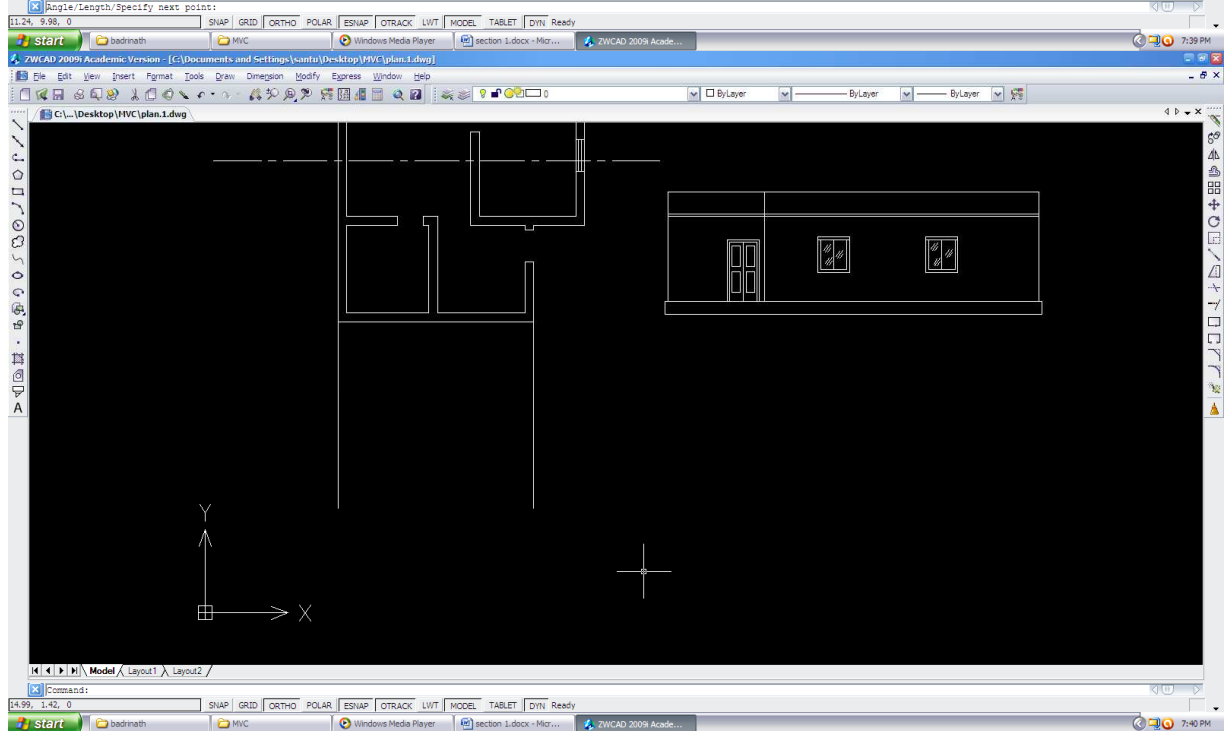 Angle/Length/Specify next point:
11.24, 9.98, 0 SNAP GRID ORTHO POLAR ESNAP OTRACK LWT MODEL TABLET DYN Ready
start badrinath MVC Windows Media Player section 1.docx - Micr... ZWCAD 2009i Acade... 7:39 PM
ZWCAD 2009i Academic Version - [C:\Documents and Settings\santu\Desktop\MVC\plan.1.dwg]
File Edit View Insert Format Tools Draw Dimension Modify Express Window Help
0 ByLayer ByLayer ByLayer
C:\...\Desktop\MVC\plan.1.dwg
A
Y
X
Model Layout1 Layout2
Command:
14.99, 1.42, 0 SNAP GRID ORTHO POLAR ESNAP OTRACK LWT MODEL TABLET DYN Ready
start badrinath MVC Windows Media Player section 1.docx - Micr... ZWCAD 2009i Acade... 7:40 PM